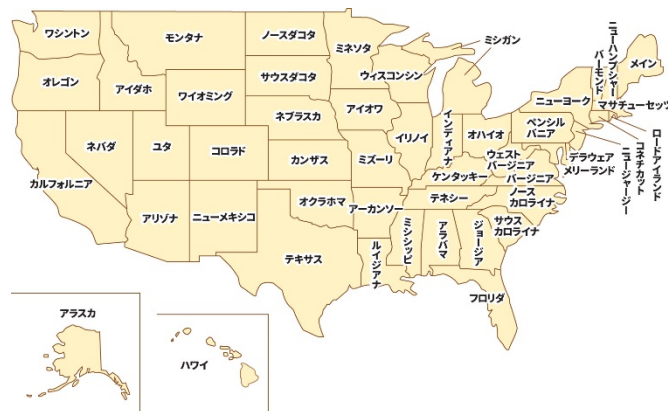 ワシントン
モンタナ
ノースダコタ
ミネソタ
ミシガン
ニューハンプシャー
バーモンド
メイン
オレゴン
アイダホ
サウスダコタ
ウィスコンシン
ワイオミング
ニューヨーク
マサチューセッツ
ネブラスカ
アイオワ
ペンシル
バニア
ロードアイランド
コネチカット
ニュージャージー
ネバダ
ユタ
コロラド
イリノイ
インディアナ
オハイオ
カンザス
ミズーリ
ウェスト
バージニア
デラウェア
メリーランド
カルフォルニア
ケンタッキー
バージニア
アリゾナ
ニューメキシコ
オクラホマ
アーカンソー
テネシー
ノース
カロライナ
サウス
カロライナ
テキサス
ルイジアナ
ミシシッピ
アラバマ
ジョージア
フロリダ
アラスカ
ハワイ